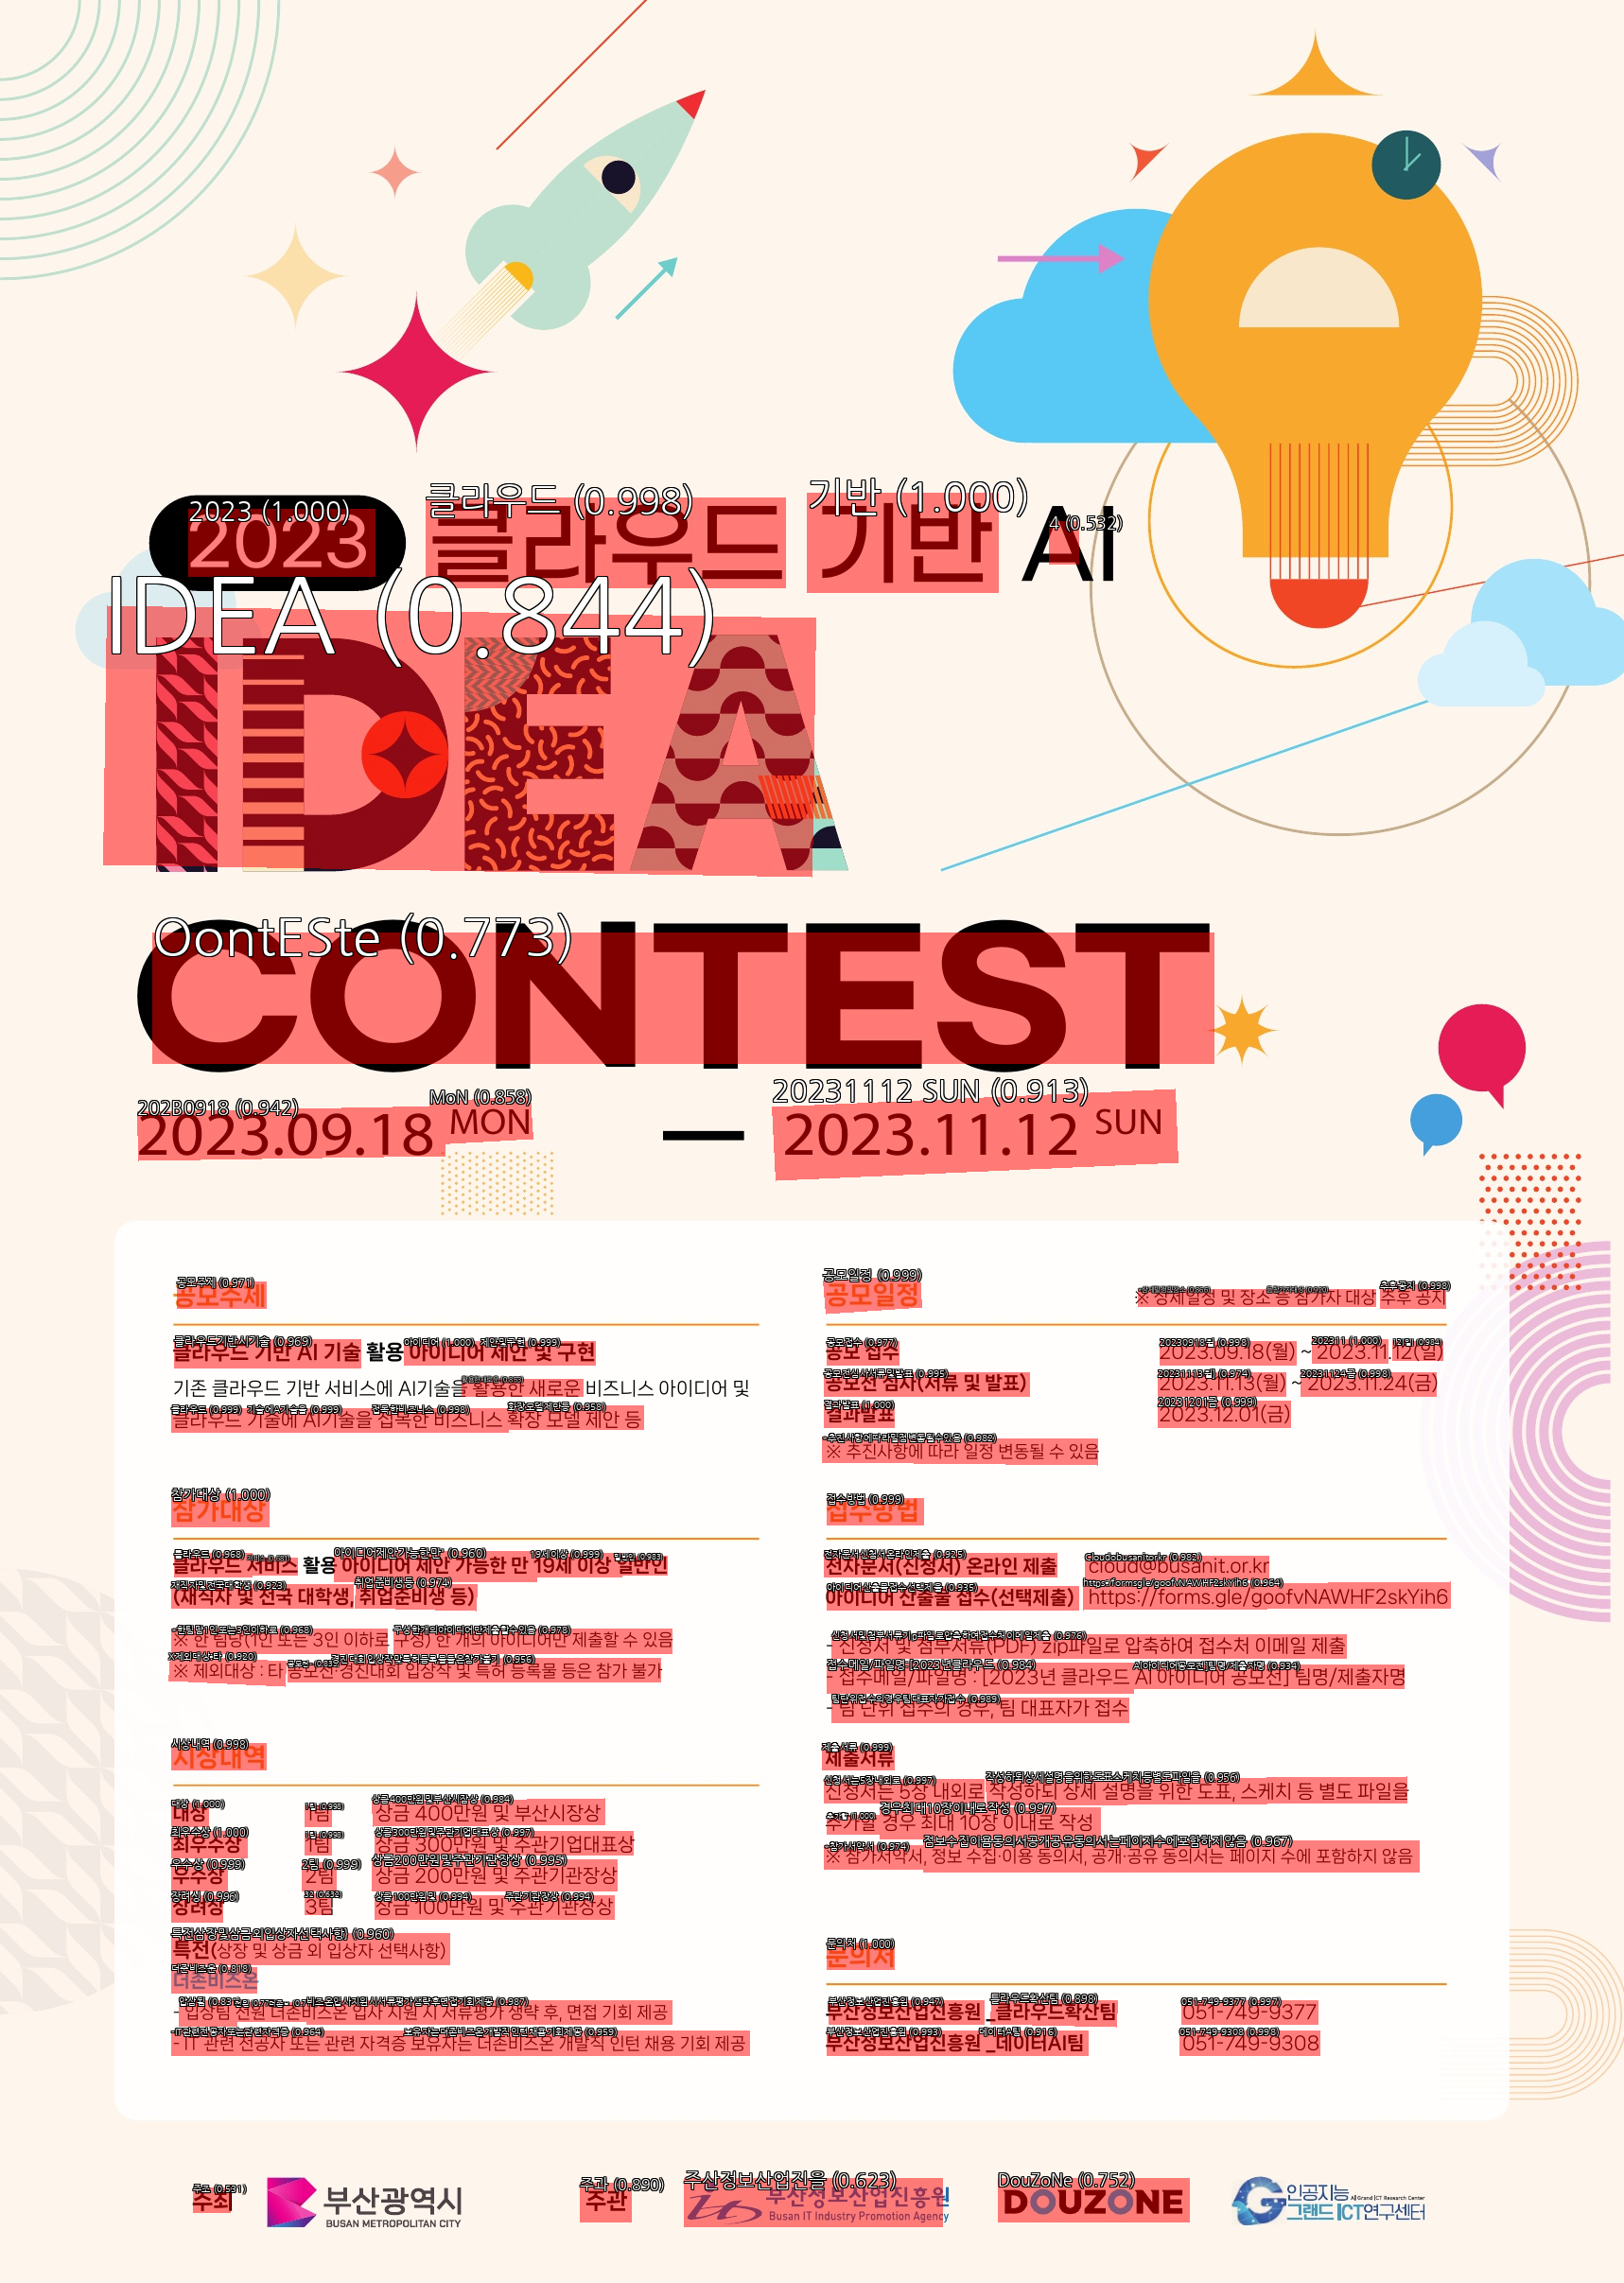 2023 클라우드 기반 AI
IDEA
CONTEST
2023.09.18 MON — 2023.11.12 SUN
공모주제
클라우드 기반 AI 기술 활용 아이디어 제안 및 구현
기존 클라우드 기반 서비스에 AI기술을 활용한 새로운 비즈니스 아이디어 및
클라우드 기술에 AI기술을 접목한 비즈니스 확장 모델 제안 등
참가대상
클라우드 서비스 활용 아이디어 제안 가능한 만 19세 이상 일반인
(재직자 및 전국 대학생, 취업준비생 등)
※ 한 팀당(1인 또는 3인 이하로 구성) 한 개의 아이디어만 제출할 수 있음
※ 제외대상 : 타 공모전·경진대회 입상작 및 특허 등록물 등은 참가 불가
시상내역
대상 1팀 상금 400만원 및 부산시장상
최우수상 1팀 상금 300만원 및 주관기업대표상
우수상 2팀 상금 200만원 및 주관기관장상
장려상 3팀 상금 100만원 및 주관기관장상
특전(상장 및 상금 외 입상자 선택사항)
더존비즈온
- 입상팀 전원 더존비즈온 입사 지원 시 서류평가 생략 후, 면접 기회 제공
- IT 관련 전공자 또는 관련 자격증 보유자는 더존비즈온 개발직 인턴 채용 기회 제공
공모일정
※ 상세일정 및 장소 등 참가자 대상 추후 공지
공모 접수 2023.09.18(월) ~ 2023.11.12(일)
공모전 심사(서류 및 발표) 2023.11.13(월) ~ 2023.11.24(금)
결과발표 2023.12.01(금)
※ 추진사항에 따라 일정 변동될 수 있음
접수방법
전자문서(신청서) 온라인 제출 cloud@busanit.or.kr
아이디어 산출물 접수(선택제출) https://forms.gle/goofvNAWHF2skYih6
- 신청서 및 첨부서류(PDF) zip파일로 압축하여 접수처 이메일 제출
- 접수메일/파일명 : [2023년 클라우드 AI 아이디어 공모전] 팀명/제출자명
- 팀 단위 접수의 경우, 팀 대표자가 접수
제출서류
신청서는 5장 내외로 작성하되 상세 설명을 위한 도표, 스케치 등 별도 파일을
추가할 경우 최대 10장 이내로 작성
※ 참가서약서, 정보 수집·이용 동의서, 공개·공유 동의서는 페이지 수에 포함하지 않음
문의처
부산정보산업진흥원 _클라우드확산팀 051-749-9377
부산정보산업진흥원 _데이터AI팀 051-749-9308
주최 부산광역시 BUSAN METROPOLITAN CITY
주관 부산정보산업진흥원 Busan IT Industry Promotion Agency
DOUZONE
인공지능 AI Grand ICT Research Center
그랜드 ICT연구센터